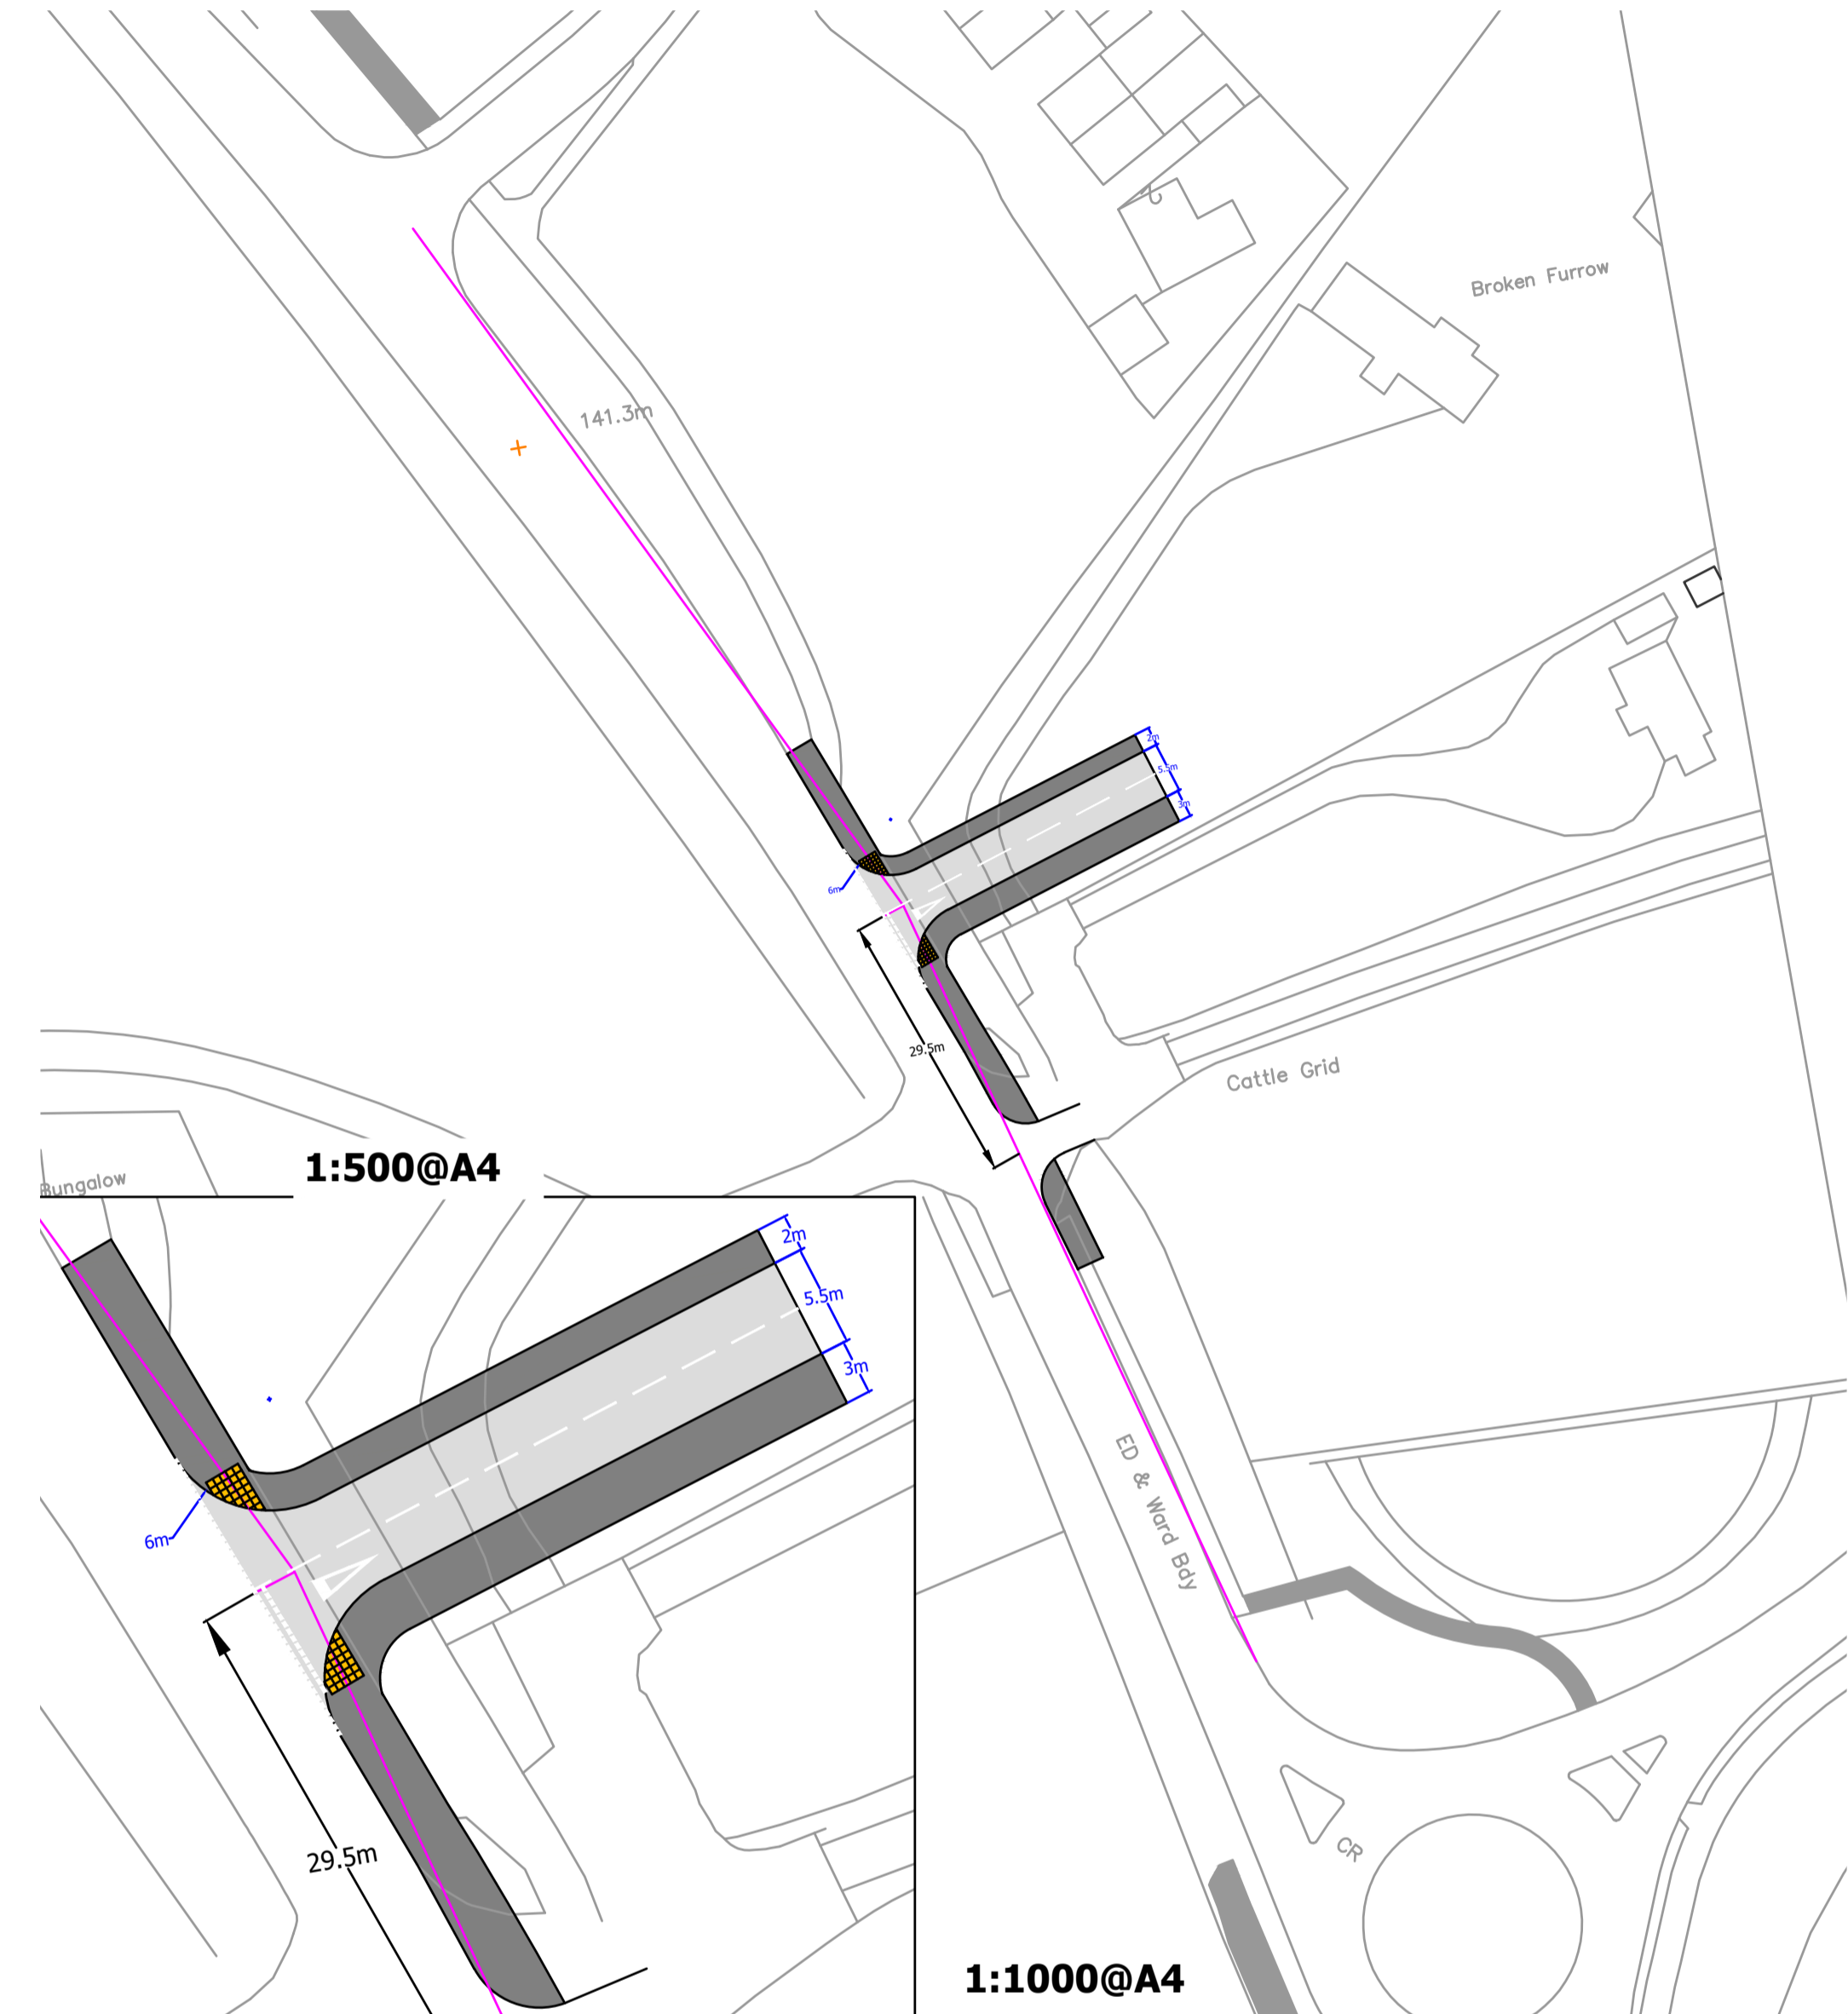 Broken Furrow
141.3m
2m
5.5m
3m
6m
29.5m
Cattle Grid
1:500@A4
Bungalow
2m
5.5m
3m
6m
29.5m
ED & Ward Bdy
CR
1:1000@A4